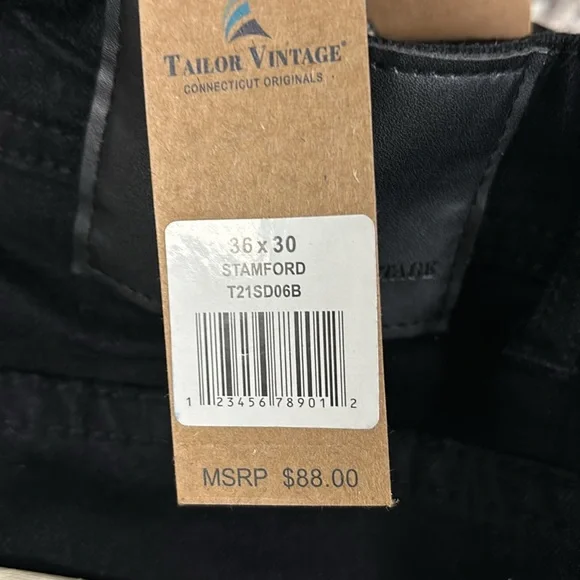 TAILOR VINTAGE®
CONNECTICUT ORIGINALS
36 x 30
STAMFORD
T21SD06B
1 23456 78901 2
MSRP $88.00